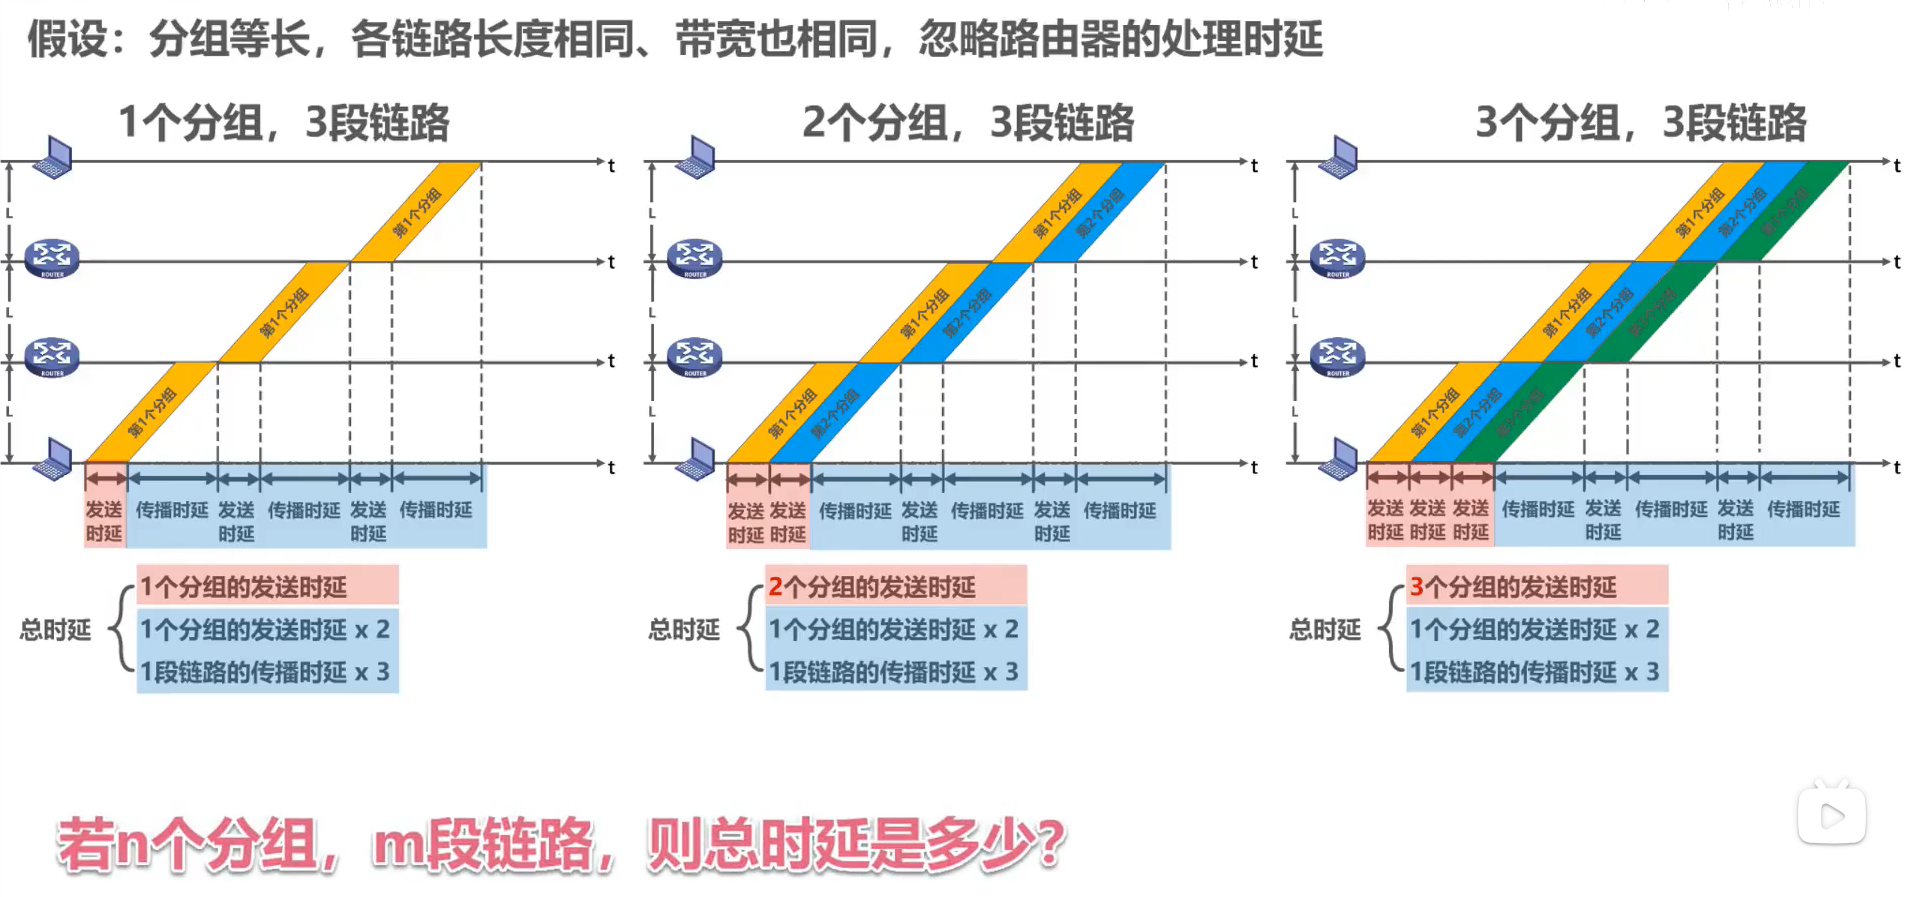 假设：分组等长，各链路长度相同、带宽也相同，忽略路由器的处理时延
1个分组，3段链路
t
t
t
t
L
L
L
ROUTER
ROUTER
第1个分组
第1个分组
第1个分组
发送时延
传播时延
发送时延
传播时延
发送时延
传播时延
总时延
1个分组的发送时延
1个分组的发送时延 x 2
1段链路的传播时延 x 3
2个分组，3段链路
t
t
t
t
L
L
L
ROUTER
ROUTER
第1个分组
第2个分组
第1个分组
第2个分组
第1个分组
第2个分组
发送时延
发送时延
传播时延
发送时延
传播时延
发送时延
传播时延
总时延
2个分组的发送时延
1个分组的发送时延 x 2
1段链路的传播时延 x 3
3个分组，3段链路
t
t
t
t
L
L
L
ROUTER
ROUTER
第1个分组
第2个分组
第3个分组
第1个分组
第2个分组
第3个分组
第1个分组
第2个分组
第3个分组
发送时延
发送时延
发送时延
传播时延
发送时延
传播时延
发送时延
传播时延
总时延
3个分组的发送时延
1个分组的发送时延 x 2
1段链路的传播时延 x 3
若n个分组，m段链路，则总时延是多少？